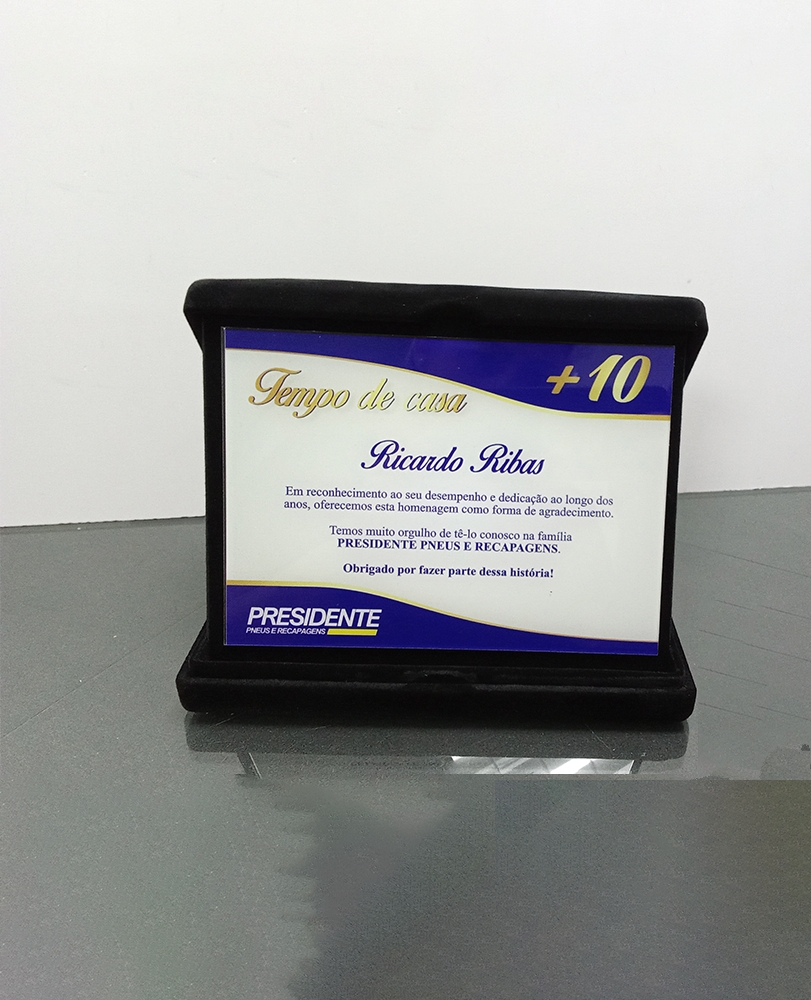 Tempo de casa
+10
Ricardo Ribas
Em reconhecimento ao seu desempenho e dedicação ao longo dos
anos, oferecemos esta homenagem como forma de agradecimento.
Temos muito orgulho de tê-lo conosco na família
PRESIDENTE PNEUS E RECAPAGENS.
Obrigado por fazer parte dessa história!
PRESIDENTE
PNEUS E RECAPAGENS